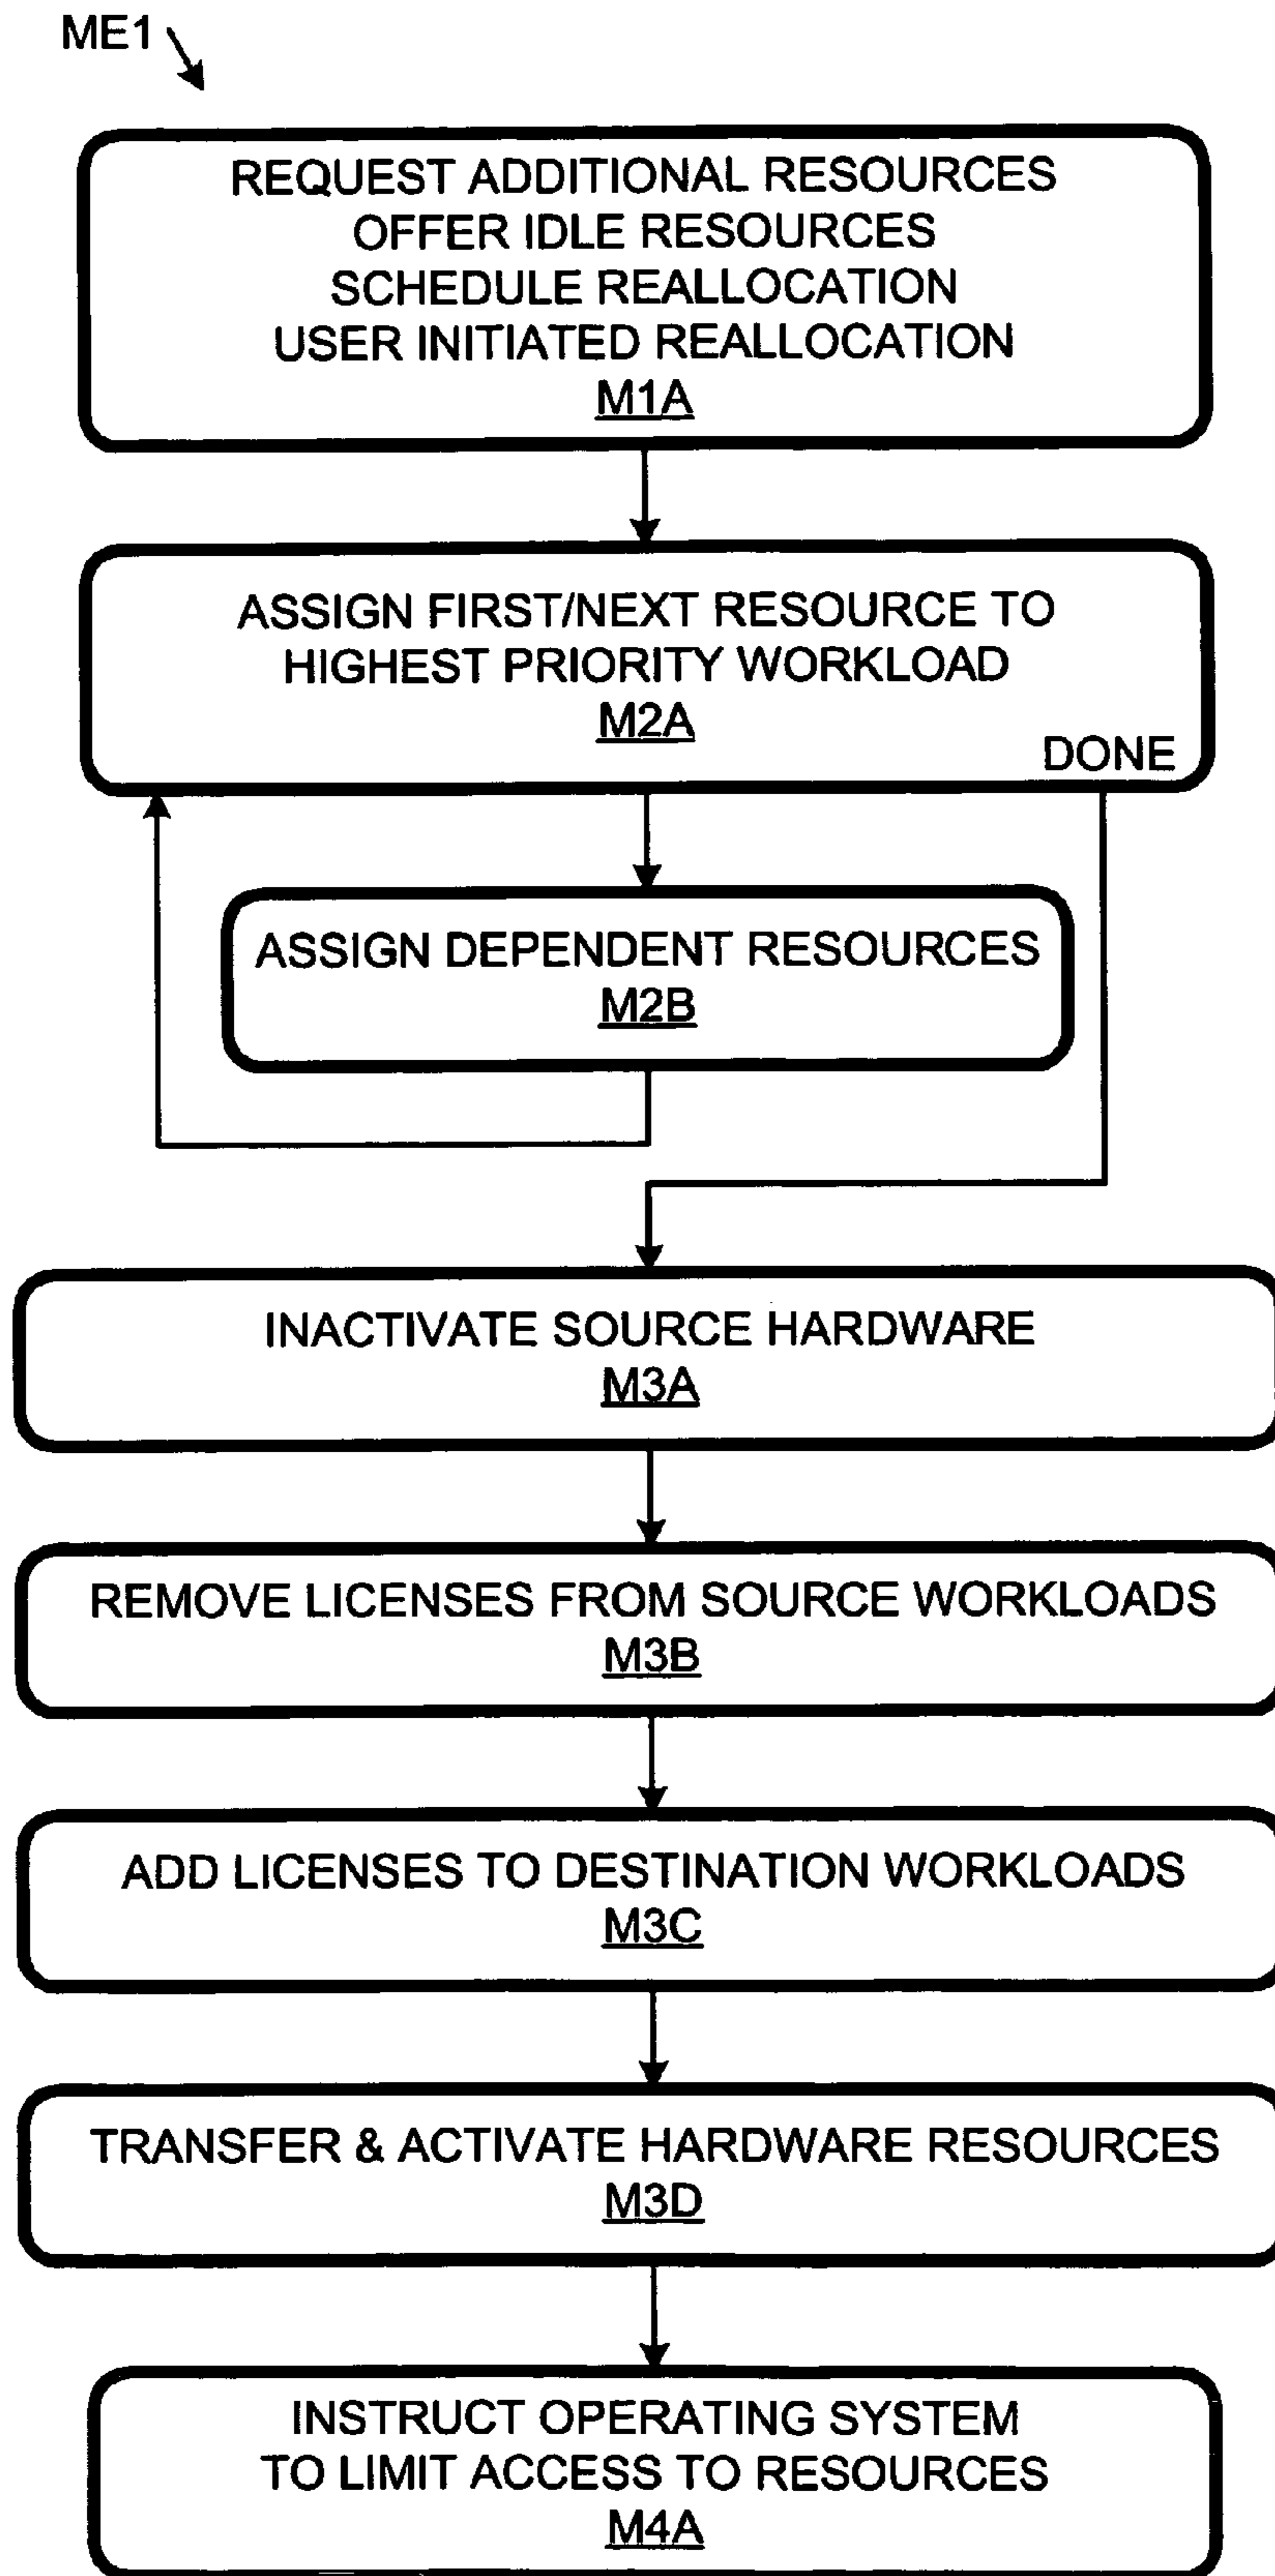 ME1
REQUEST ADDITIONAL RESOURCES
OFFER IDLE RESOURCES
SCHEDULE REALLOCATION
USER INITIATED REALLOCATION
M1A
ASSIGN FIRST/NEXT RESOURCE TO
HIGHEST PRIORITY WORKLOAD
M2A
DONE
ASSIGN DEPENDENT RESOURCES
M2B
INACTIVATE SOURCE HARDWARE
M3A
REMOVE LICENSES FROM SOURCE WORKLOADS
M3B
ADD LICENSES TO DESTINATION WORKLOADS
M3C
TRANSFER & ACTIVATE HARDWARE RESOURCES
M3D
INSTRUCT OPERATING SYSTEM
TO LIMIT ACCESS TO RESOURCES
M4A